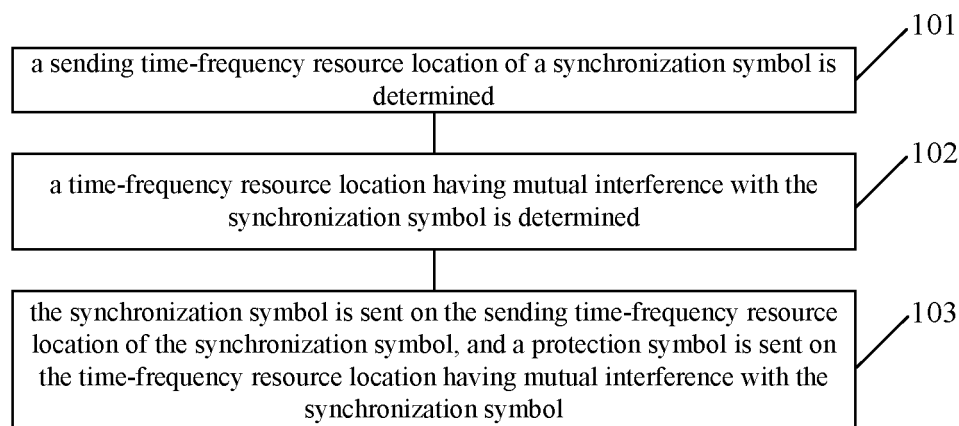 101
a sending time-frequency resource location of a synchronization symbol is
determined
102
a time-frequency resource location having mutual interference with the
synchronization symbol is determined
103
the synchronization symbol is sent on the sending time-frequency resource
location of the synchronization symbol, and a protection symbol is sent on
the time-frequency resource location having mutual interference with the
synchronization symbol